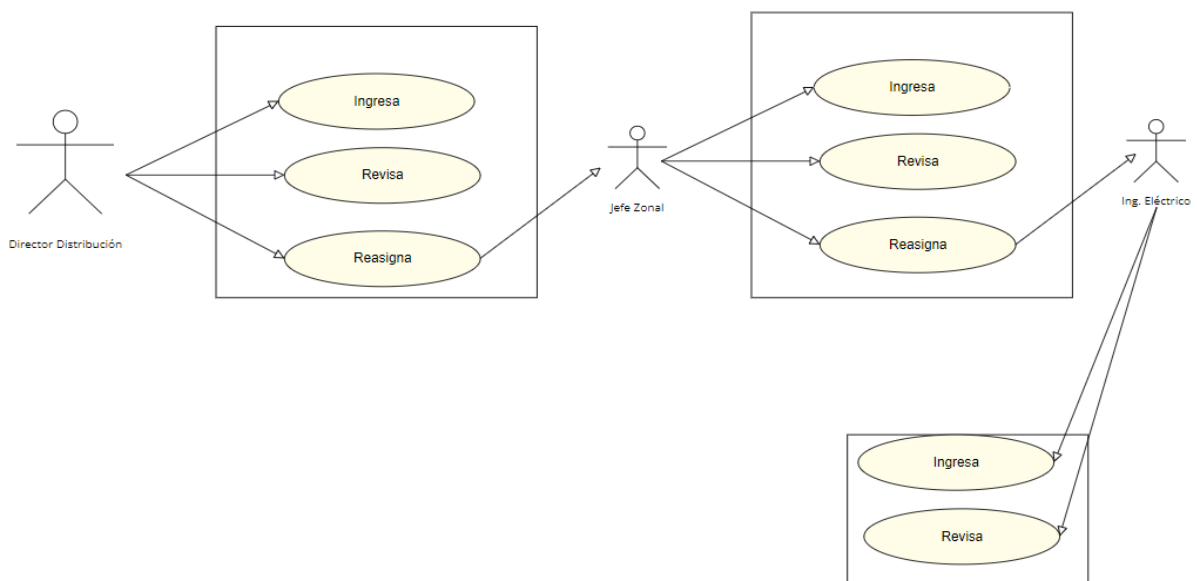 Ingresa
Revisa
Reasigna
Director Distribución
Jefe Zonal
Ingresa
Revisa
Reasigna
Ing. Eléctrico
Ingresa
Revisa